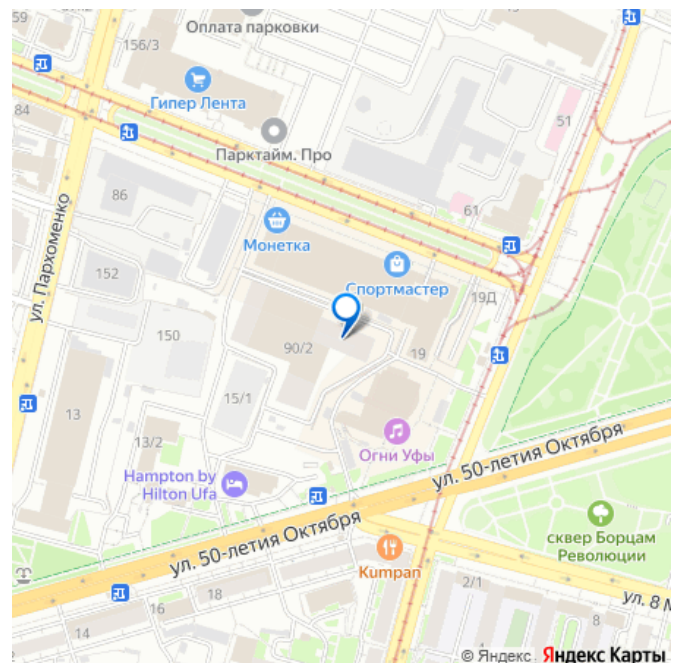 59
Оплата парковки
156/3
Гипер Лента
84
Парктайм. Про
51
86
61
Монетка
ул. Пархоменко
152
Спортмастер
19Д
150
90/2
19
15/1
13
13/2
Огни Уфы
ул. 50-летия Октября
Hampton by
Hilton Ufa
ул. 50-летия Октября
сквер Борцам
Революции
Kumpan
2/1
ул. 8 М
18
16
14
© Яндекс Яндекс Карты